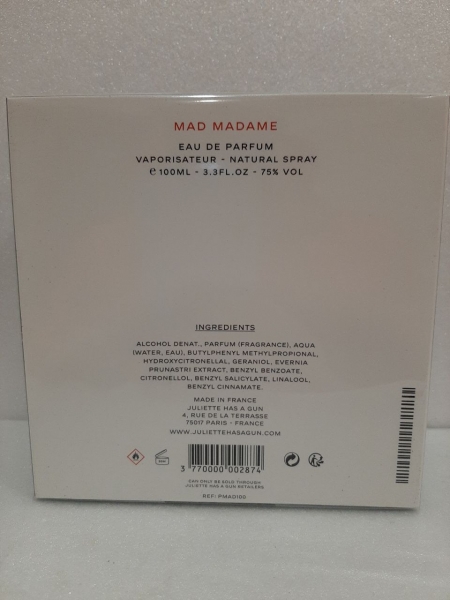 MAD MADAME
EAU DE PARFUM
VAPORISATEUR - NATURAL SPRAY
℮ 100ML - 3.3FL.OZ - 75% VOL
INGREDIENTS
ALCOHOL DENAT., PARFUM (FRAGRANCE), AQUA
(WATER, EAU), BUTYLPHENYL METHYLPROPIONAL,
HYDROXYCITRONELLAL, GERANIOL, EVERNIA
PRUNASTRI EXTRACT, BENZYL BENZOATE,
CITRONELLOL, BENZYL SALICYLATE, LINALOOL,
BENZYL CINNAMATE.
MADE IN FRANCE
JULIETTE HAS A GUN
4, RUE DE LA TERRASSE
75017 PARIS - FRANCE
WWW.JULIETTEHASAGUN.COM
3 770000 002874
CAN ONLY BE SOLD THROUGH
JULIETTE HAS A GUN RETAILERS
REF: PMAD100